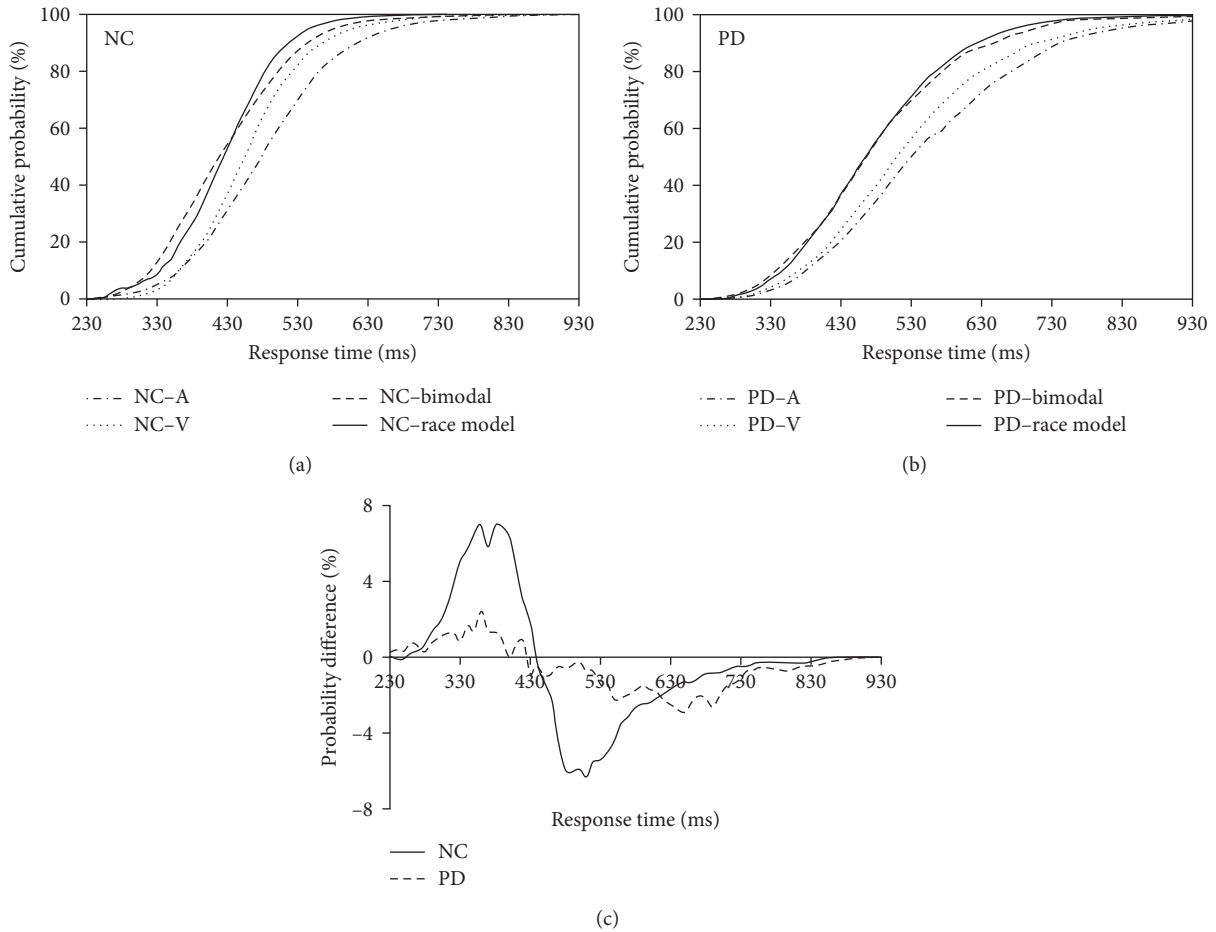 NC
Cumulative probability (%)
100
80
60
40
20
0
230 330 430 530 630 730 830 930
Response time (ms)
NC–A NC–bimodal
NC–V NC–race model
(a)
PD
Cumulative probability (%)
100
80
60
40
20
0
230 330 430 530 630 730 830 930
Response time (ms)
PD–A PD–bimodal
PD–V PD–race model
(b)
Probability difference (%)
8
4
0
230 330 430 530 630 730 830 930
–4
–8
Response time (ms)
NC
PD
(c)